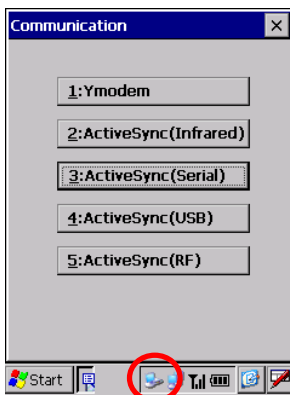 Communication
1:Ymodem
2:ActiveSync(Infrared)
3:ActiveSync(Serial)
4:ActiveSync(USB)
5:ActiveSync(RF)
Start